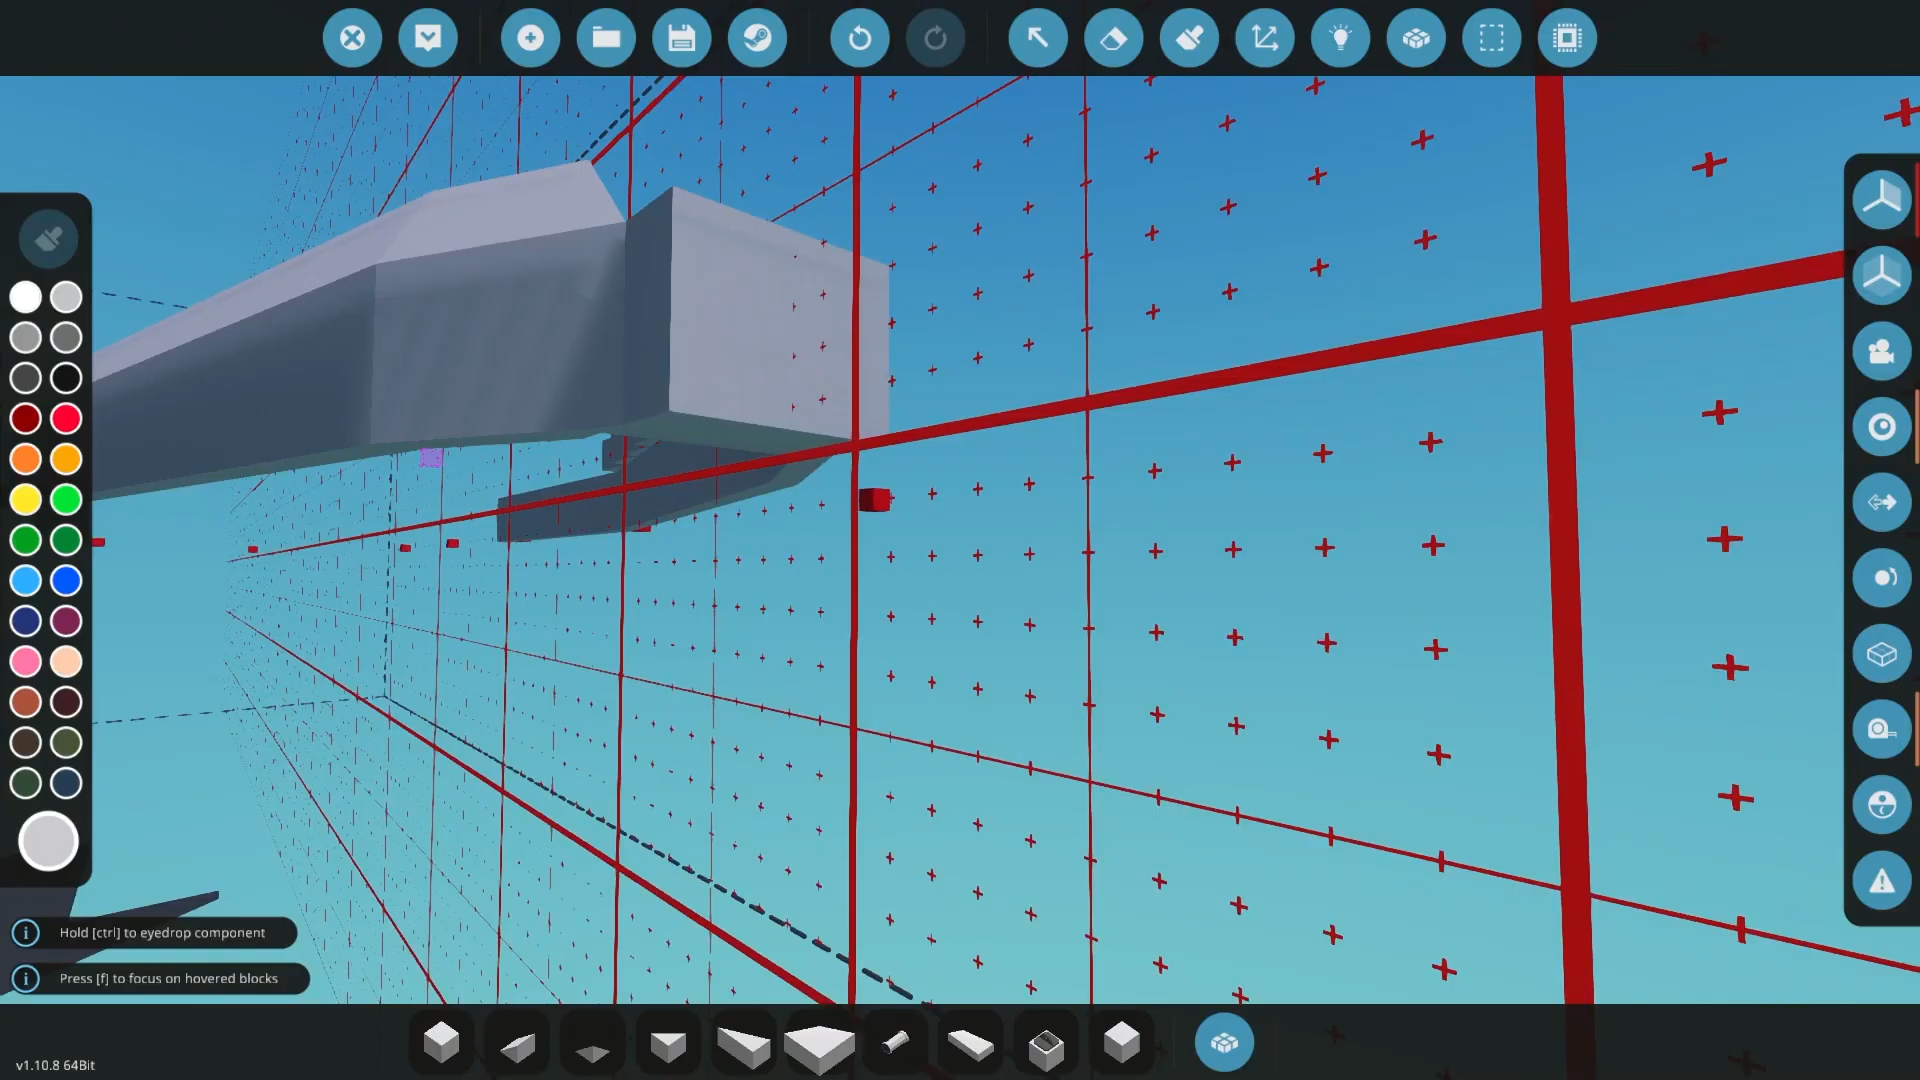 Hold [ctrl] to eyedrop component
Press [f] to focus on hovered blocks
v1.10.8 64Bit